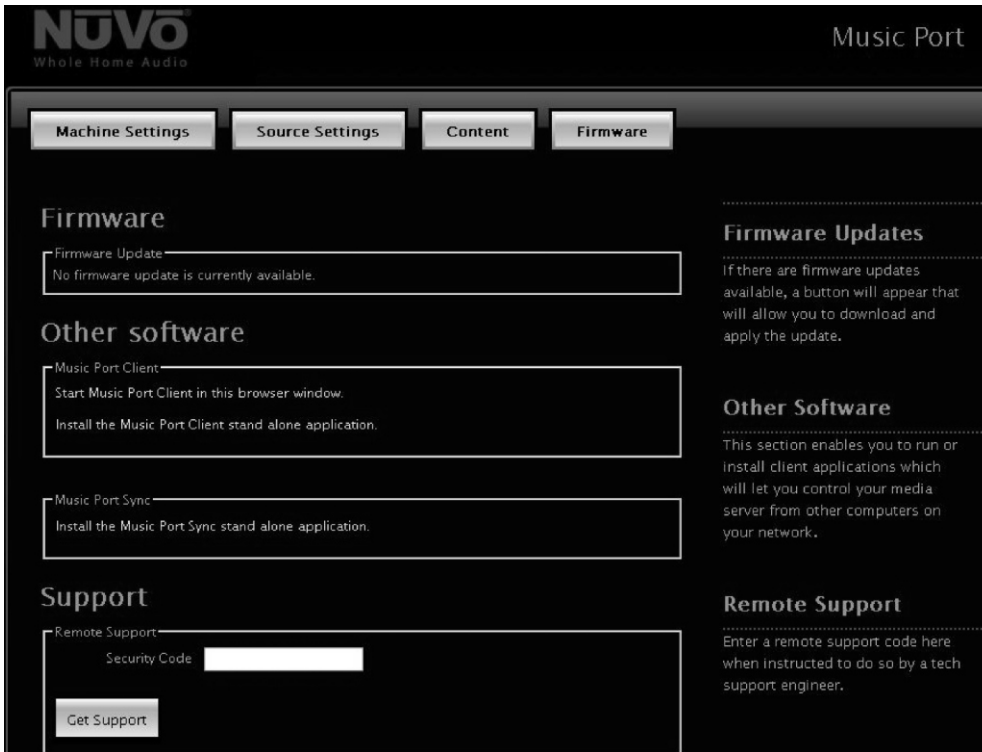 NŪVO®
Whole Home Audio
Music Port
Machine Settings
Source Settings
Content
Firmware
Firmware
Firmware Update
No firmware update is currently available.
Other software
Music Port Client
Start Music Port Client in this browser window.
Install the Music Port Client stand alone application.
Music Port Sync
Install the Music Port Sync stand alone application.
Support
Remote Support
Security Code
Get Support
Firmware Updates
If there are firmware updates
available, a button will appear that
will allow you to download and
apply the update.
Other Software
This section enables you to run or
install client applications which
will let you control your media
server from other computers on
your network.
Remote Support
Enter a remote support code here
when instructed to do so by a tech
support engineer.